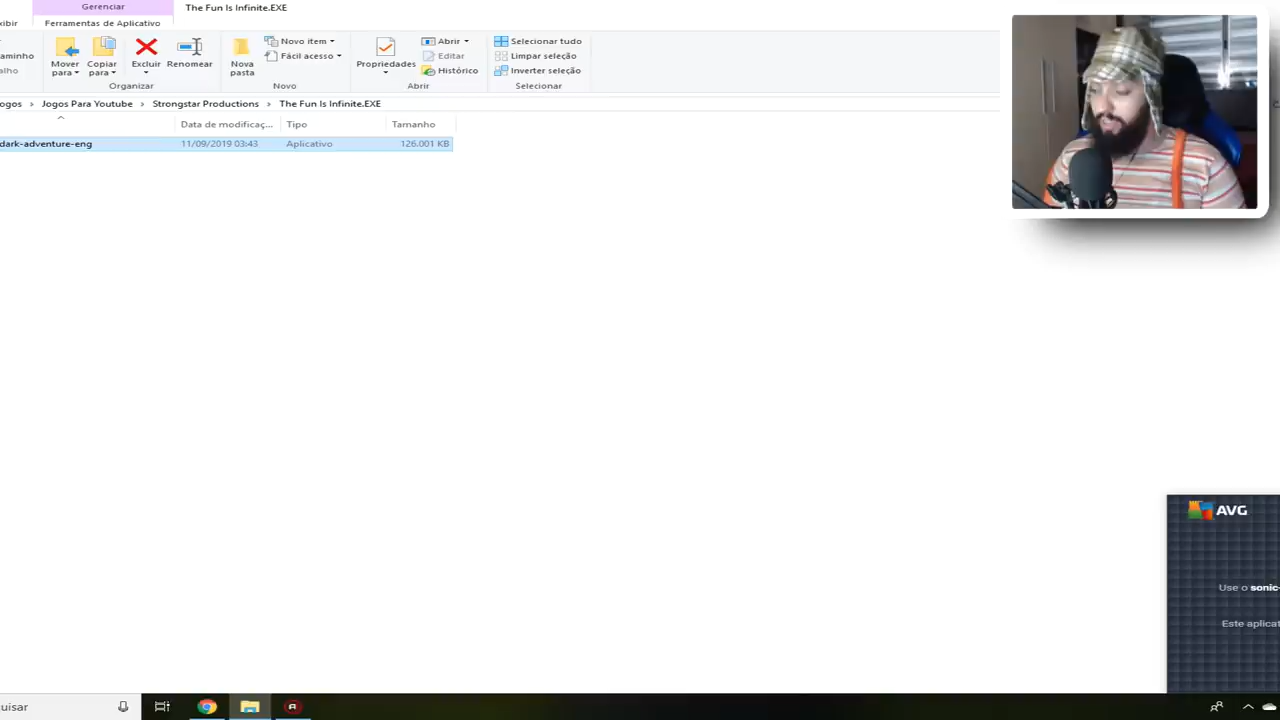 Gerenciar
The Fun Is Infinite.EXE
xibir
Ferramentas de Aplicativo
aminho
alho
Mover para
Copiar para
Excluir
Renomear
Organizar
Nova pasta
Novo item
Fácil acesso
Novo
Propriedades
Abrir
Editar
Histórico
Abrir
Selecionar tudo
Limpar seleção
Inverter seleção
Selecionar
ogos › Jogos Para Youtube › Strongstar Productions › The Fun Is Infinite.EXE
Data de modificaç... Tipo Tamanho
dark-adventure-eng 11/09/2019 03:43 Aplicativo 126.001 KB
AVG
Use o sonic-
Este aplicat
uisar